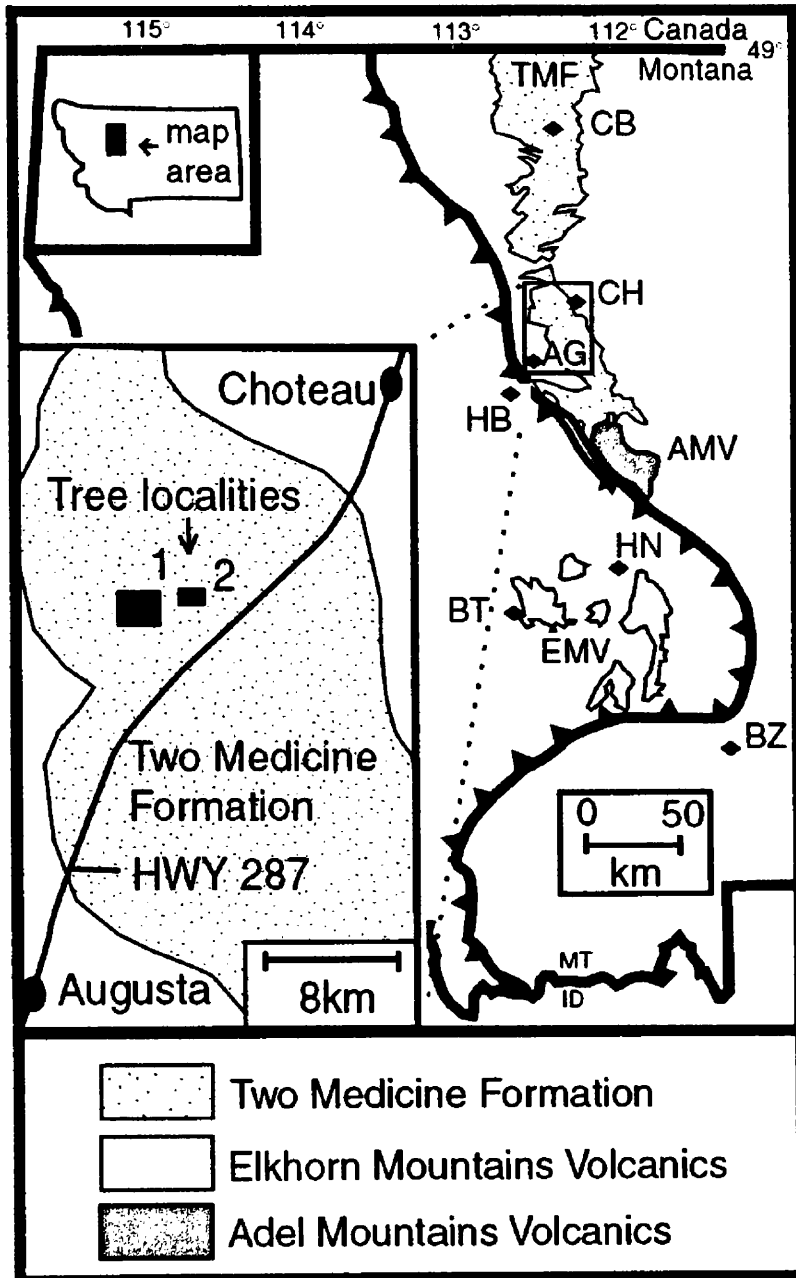 115° 114° 113° 112° Canada
49°
Montana
TMF
CB
map
area
CH
AG
HB
AMV
HN
BT
EMV
BZ
0 50
km
MT
ID
Choteau
Tree localities
1
2
Two Medicine
Formation
HWY 287
Augusta
8km
Two Medicine Formation
Elkhorn Mountains Volcanics
Adel Mountains Volcanics